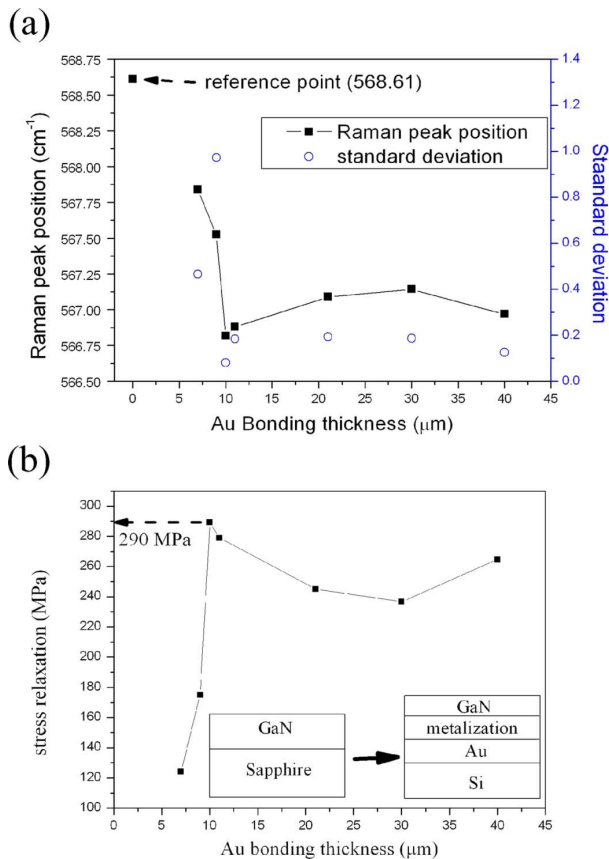 (a)
568.75
568.50
568.25
568.00
567.75
567.50
567.25
567.00
566.75
566.50
Raman peak position (cm⁻¹)
reference point (568.61)
Raman peak position
standard deviation
1.4
1.2
1.0
0.8
0.6
0.4
0.2
0.0
Staandard deviation
0 5 10 15 20 25 30 35 40 45
Au Bonding thickness (μm)
(b)
300
280
260
240
220
200
180
160
140
120
100
stress relaxation (MPa)
290 MPa
GaN
Sapphire
GaN
metalization
Au
Si
0 5 10 15 20 25 30 35 40 45
Au bonding thickness (μm)